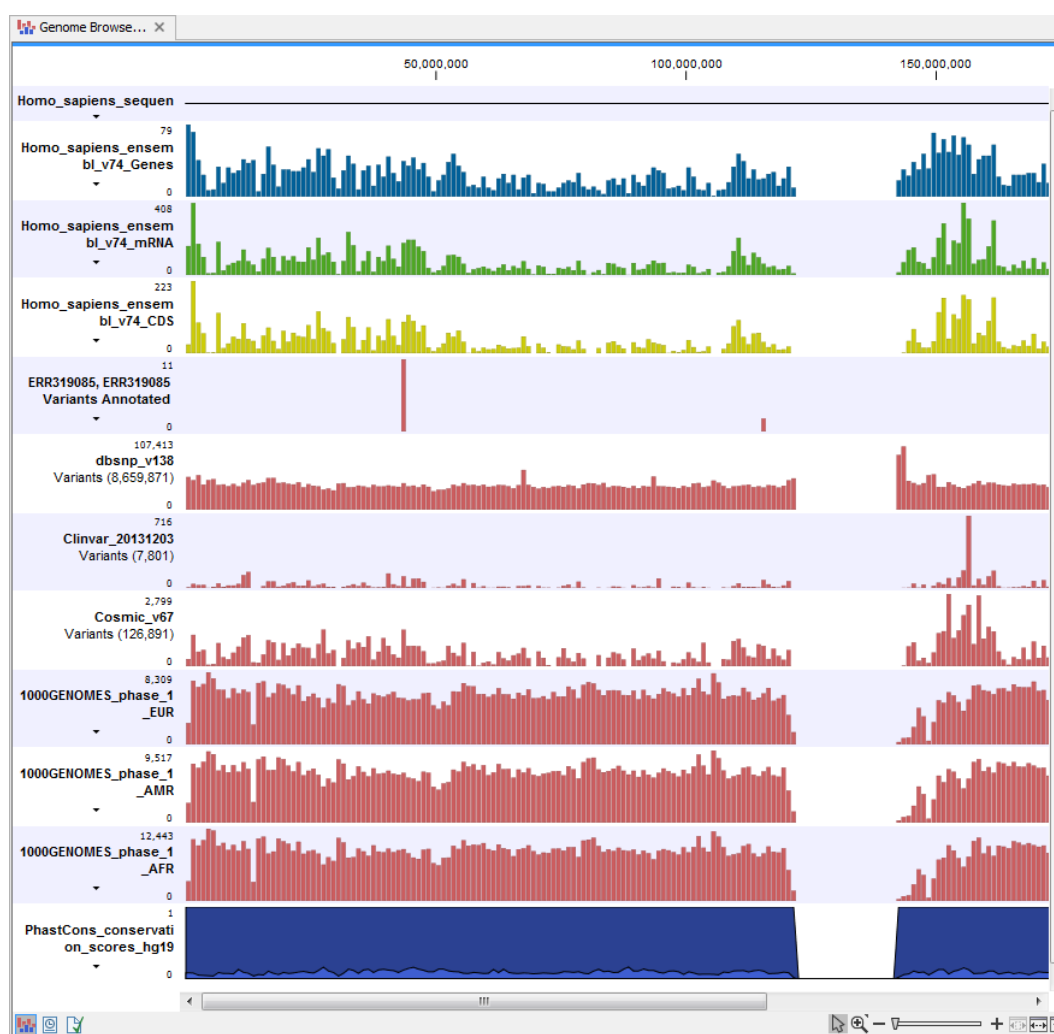 Genome Browse...
50,000,000 100,000,000 150,000,000
Homo_sapiens_sequen
79
Homo_sapiens_ensem
bl_v74_Genes
0
408
Homo_sapiens_ensem
bl_v74_mRNA
0
223
Homo_sapiens_ensem
bl_v74_CDS
0
11
ERR319085, ERR319085
Variants Annotated
0
107,413
dbsnp_v138
Variants (8,659,871)
0
716
Clinvar_20131203
Variants (7,801)
0
2,799
Cosmic_v67
Variants (126,891)
0
8,309
1000GENOMES_phase_1
_EUR
0
9,517
1000GENOMES_phase_1
_AMR
0
12,443
1000GENOMES_phase_1
_AFR
0
1
PhastCons_conservati
on_scores_hg19
0